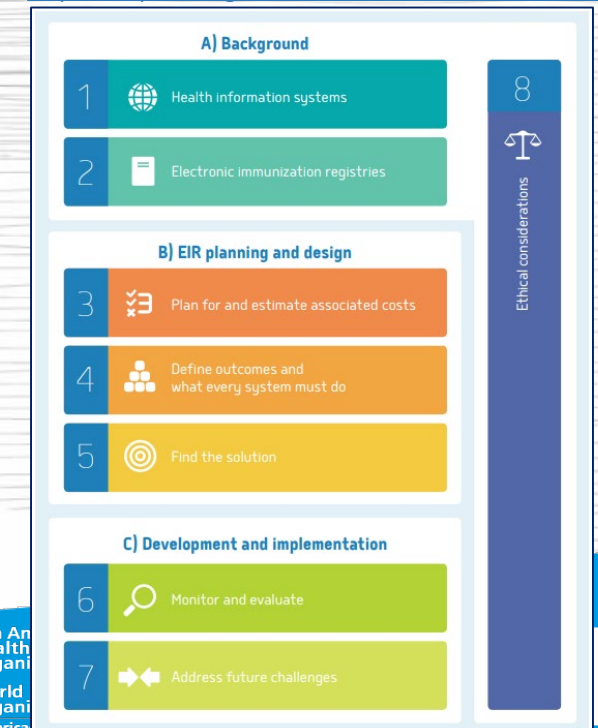 A) Background
1
Health information systems
2
Electronic immunization registries
8
Ethical considerations
B) EIR planning and design
3
Plan for and estimate associated costs
4
Define outcomes and
what every system must do
5
Find the solution
C) Development and implementation
6
Monitor and evaluate
7
Address future challenges